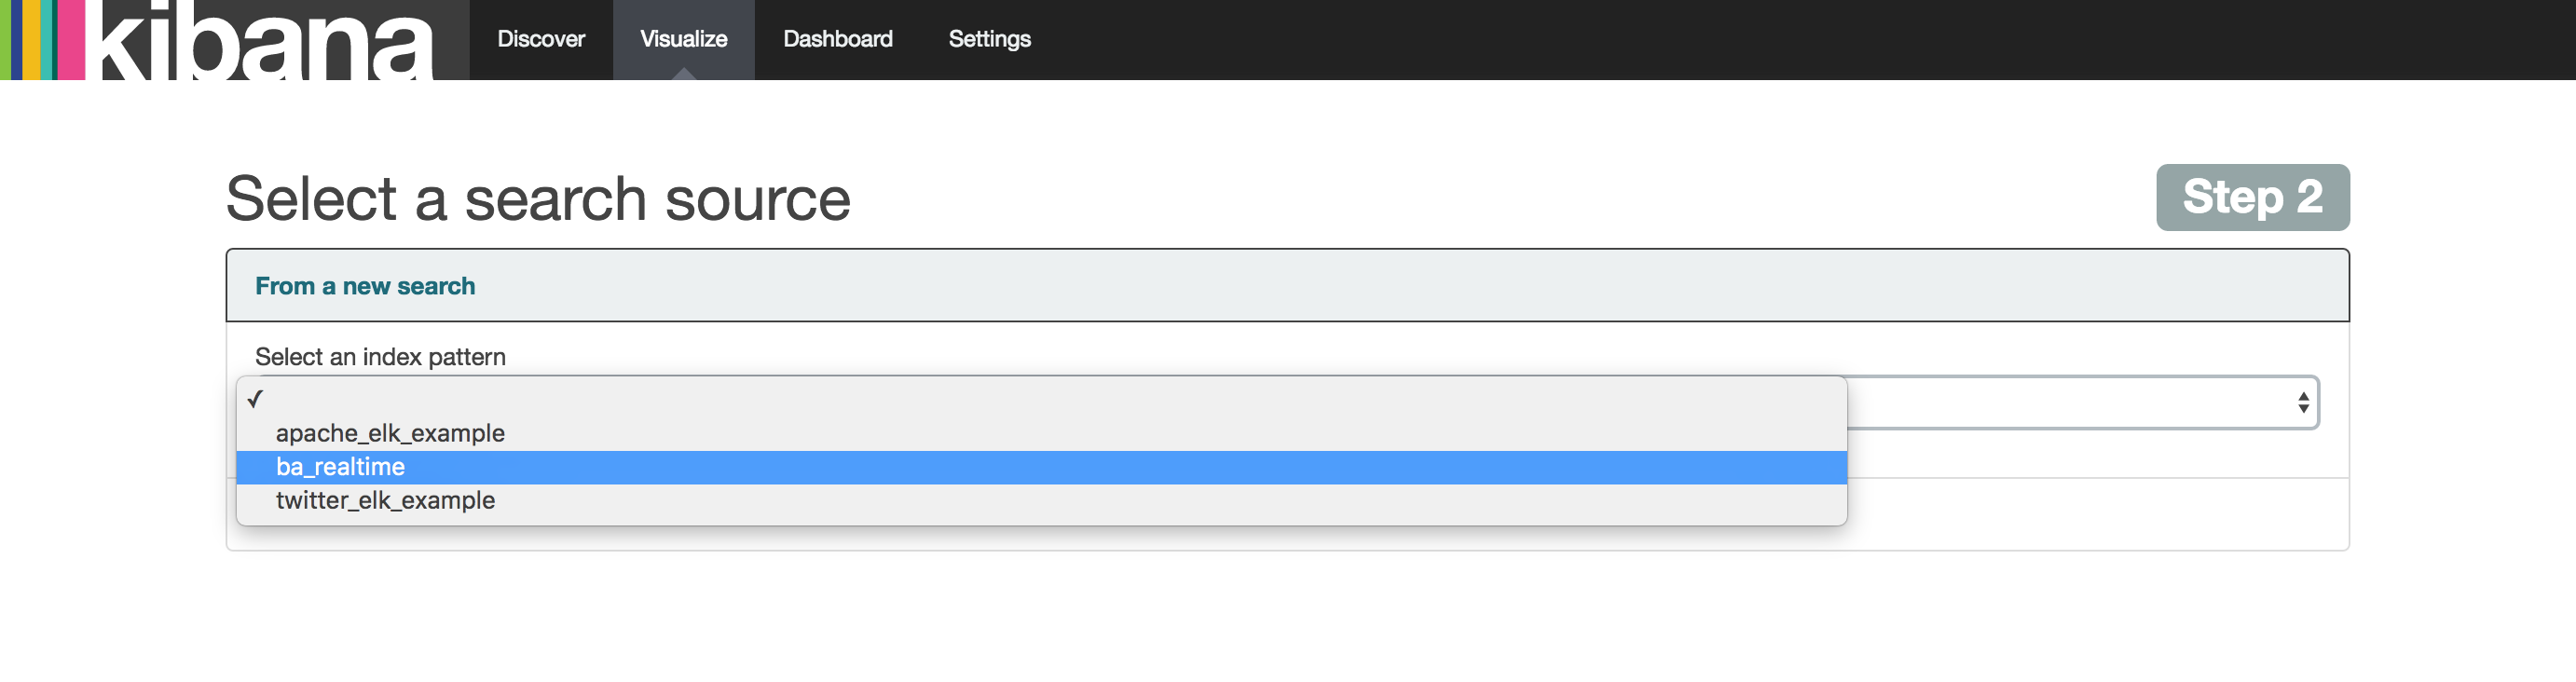 kibana Discover Visualize Dashboard Settings
Select a search source Step 2
From a new search
Select an index pattern
✓
apache_elk_example
ba_realtime
twitter_elk_example